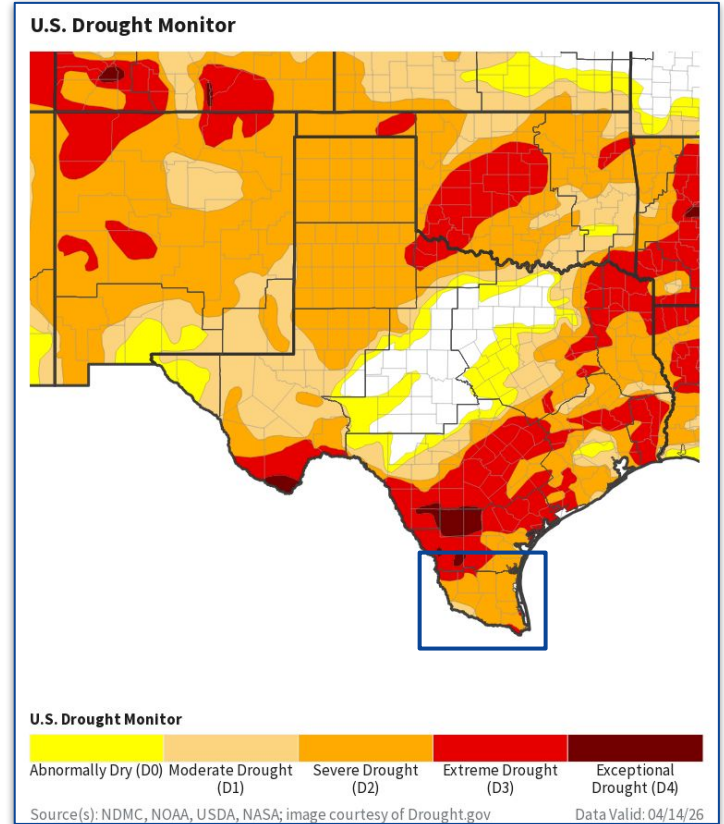 U.S. Drought Monitor
U.S. Drought Monitor
Abnormally Dry (D0) Moderate Drought (D1) Severe Drought (D2) Extreme Drought (D3) Exceptional Drought (D4)
Source(s): NDMC, NOAA, USDA, NASA; image courtesy of Drought.gov Data Valid: 04/14/26